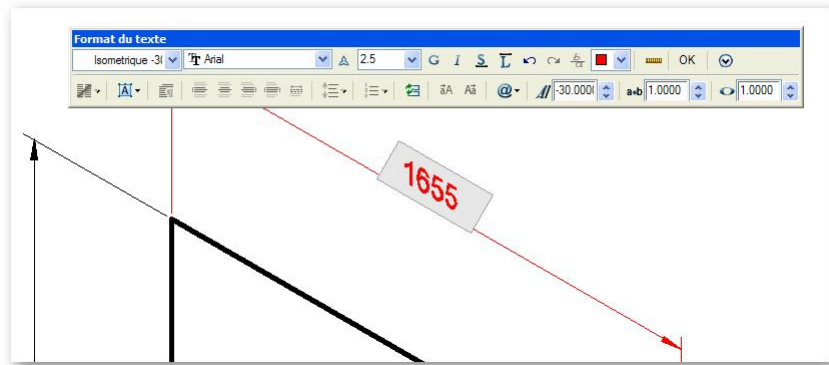 Format du texte
Isometrique -3( Arial 2.5 G I S L OK
@ -30.000( a+b 1.0000 1.0000
1655